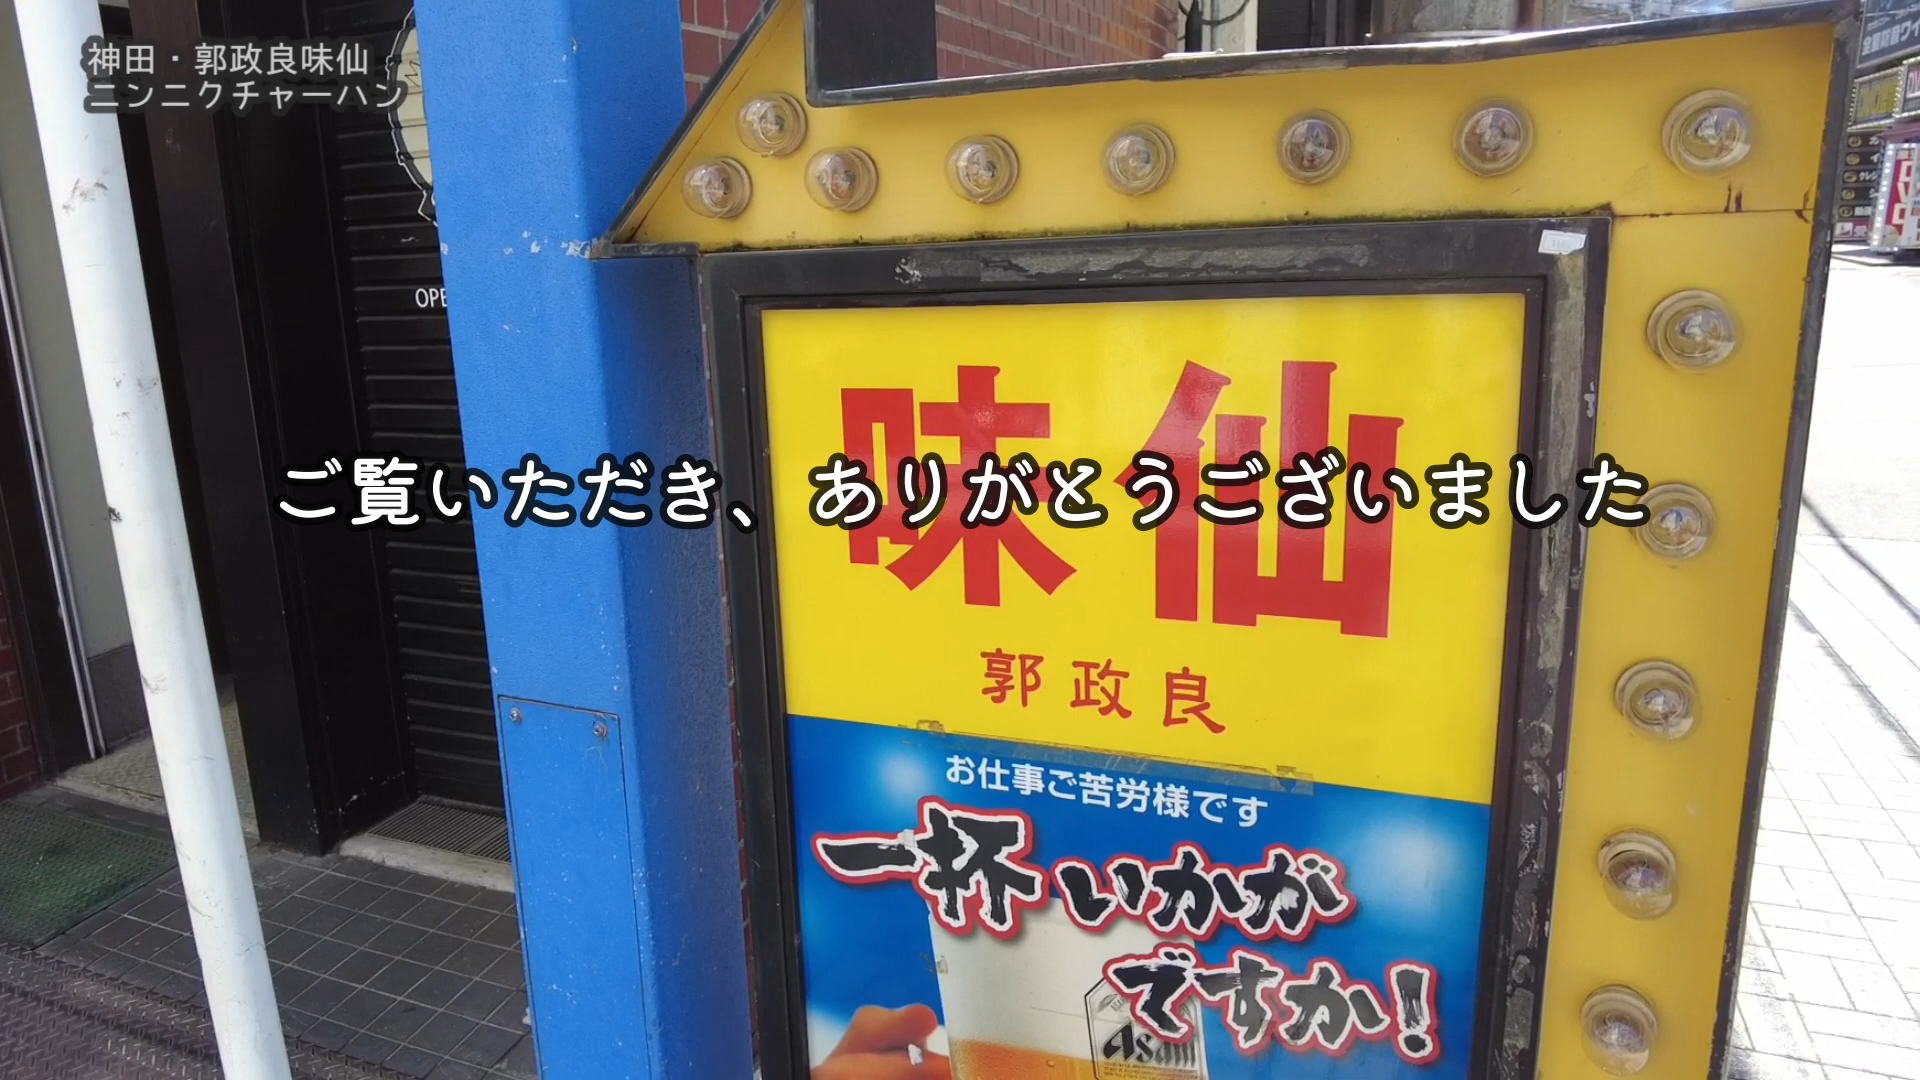 神田・郭政良味仙
ニンニクチャーハン
OPE
味仙
ご覧いただき、ありがとうございました
郭政良
お仕事ご苦労様です
一杯いかが
ですか!
Asahi